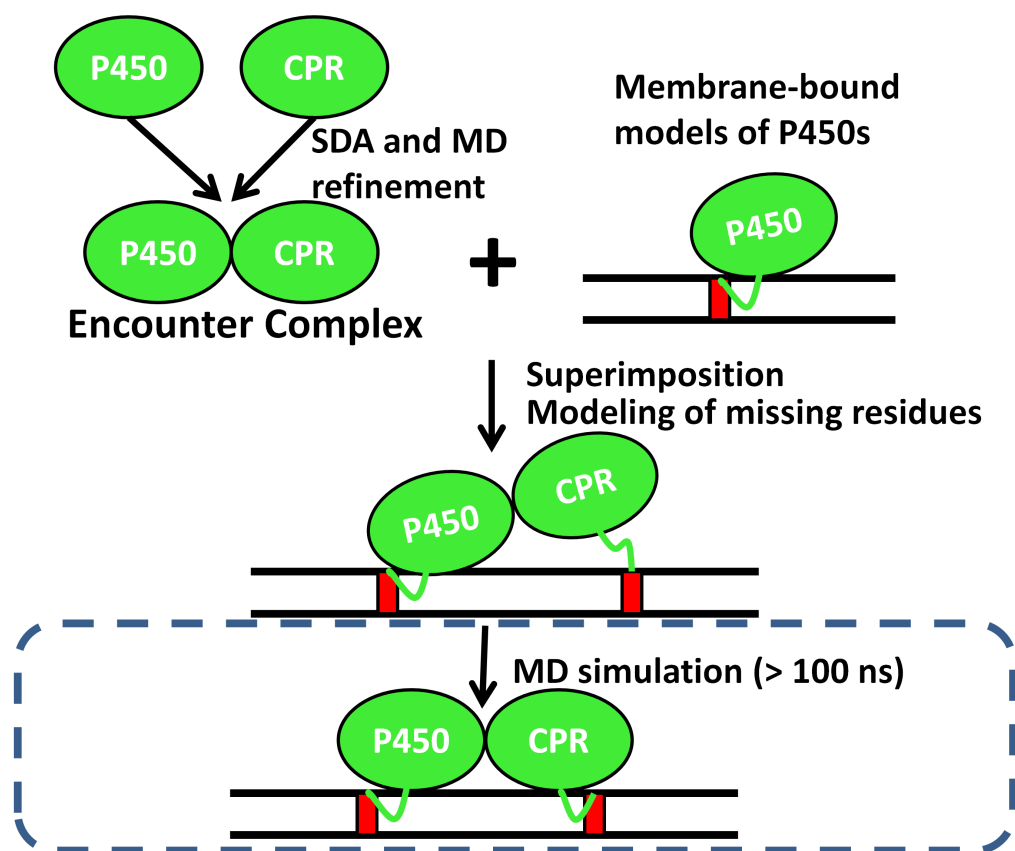 P450
CPR
SDA and MD
refinement
P450
CPR
Encounter Complex
+
Membrane-bound
models of P450s
P450
Superimposition
Modeling of missing residues
P450
CPR
MD simulation (> 100 ns)
P450
CPR